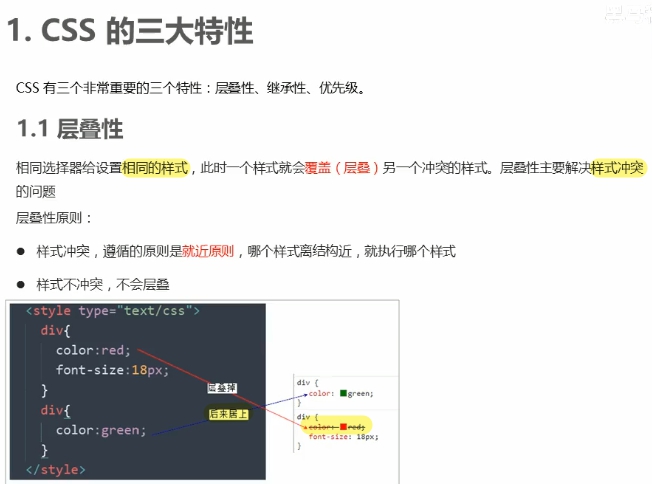 1. CSS 的三大特性
CSS 有三个非常重要的三个特性：层叠性、继承性、优先级。
1.1 层叠性
相同选择器给设置相同的样式，此时一个样式就会覆盖（层叠）另一个冲突的样式。层叠性主要解决样式冲突
的问题
层叠性原则：
● 样式冲突，遵循的原则是就近原则，哪个样式离结构近，就执行哪个样式
● 样式不冲突，不会层叠
<style type="text/css">
div{
color:red;
font-size:18px;
}
div{
color:green;
}
</style>
层叠掉
后来居上
div {
color: green;
}
div {
color: red;
font-size: 18px;
}